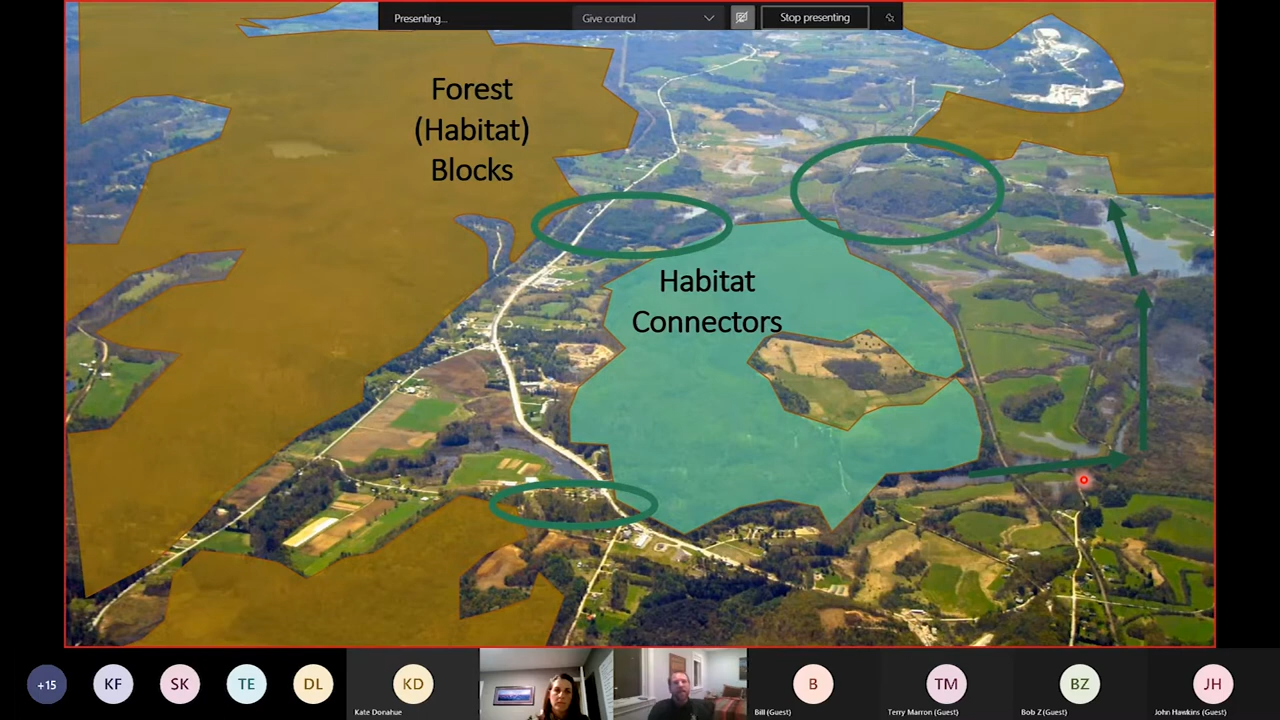 Presenting...
Give control
Stop presenting
Forest
(Habitat)
Blocks
Habitat
Connectors
+15
KF
SK
TE
DL
KD
Kate Donahue
B
Bill (Guest)
TM
Terry Marron (Guest)
BZ
Bob Z (Guest)
JH
John Hawkins (Guest)